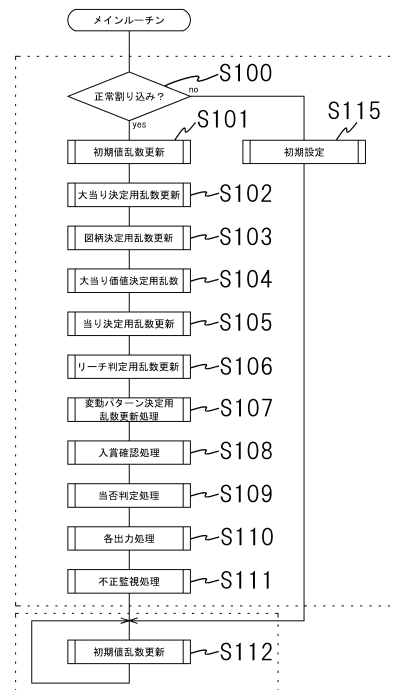 メインルーチン
正常割り込み?
S100
no
yes
S101
S115
初期値乱数更新
初期設定
大当り決定用乱数更新
S102
図柄決定用乱数更新
S103
大当り価値決定用乱数
S104
当り決定用乱数更新
S105
リーチ判定用乱数更新
S106
変動パターン決定用
乱数更新処理
S107
入賞確認処理
S108
当否判定処理
S109
各出力処理
S110
不正監視処理
S111
初期値乱数更新
S112